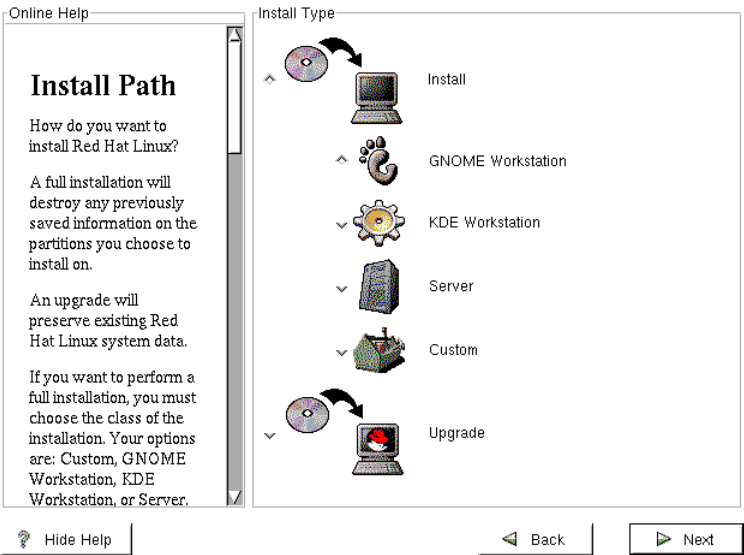 Online Help
Install Path
How do you want to
install Red Hat Linux?
A full installation will
destroy any previously
saved information on the
partitions you choose to
install on.
An upgrade will
preserve existing Red
Hat Linux system data.
If you want to perform a
full installation, you must
choose the class of the
installation. Your options
are: Custom, GNOME
Workstation, KDE
Workstation, or Server.
Install Type
Install
GNOME Workstation
KDE Workstation
Server
Custom
Upgrade
Hide Help
Back
Next